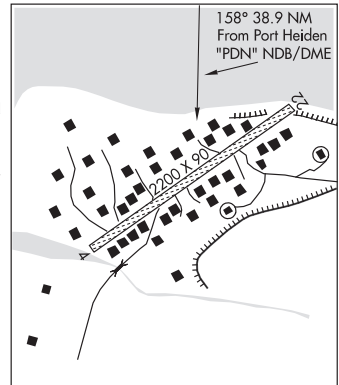 158° 38.9 NM
From Port Heiden
"PDN" NDB/DME
22
2200 X 90
4